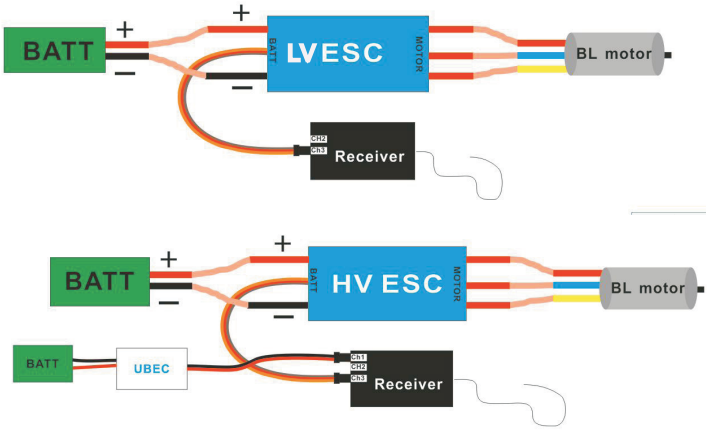 + +
BATT
BATT
LVESC
MOTOR
BL motor
− −
CH2
Ch3
Receiver
+ +
BATT
BATT
HV ESC
MOTOR
BL motor
− −
BATT
UBEC
Ch1
CH2
Ch3
Receiver